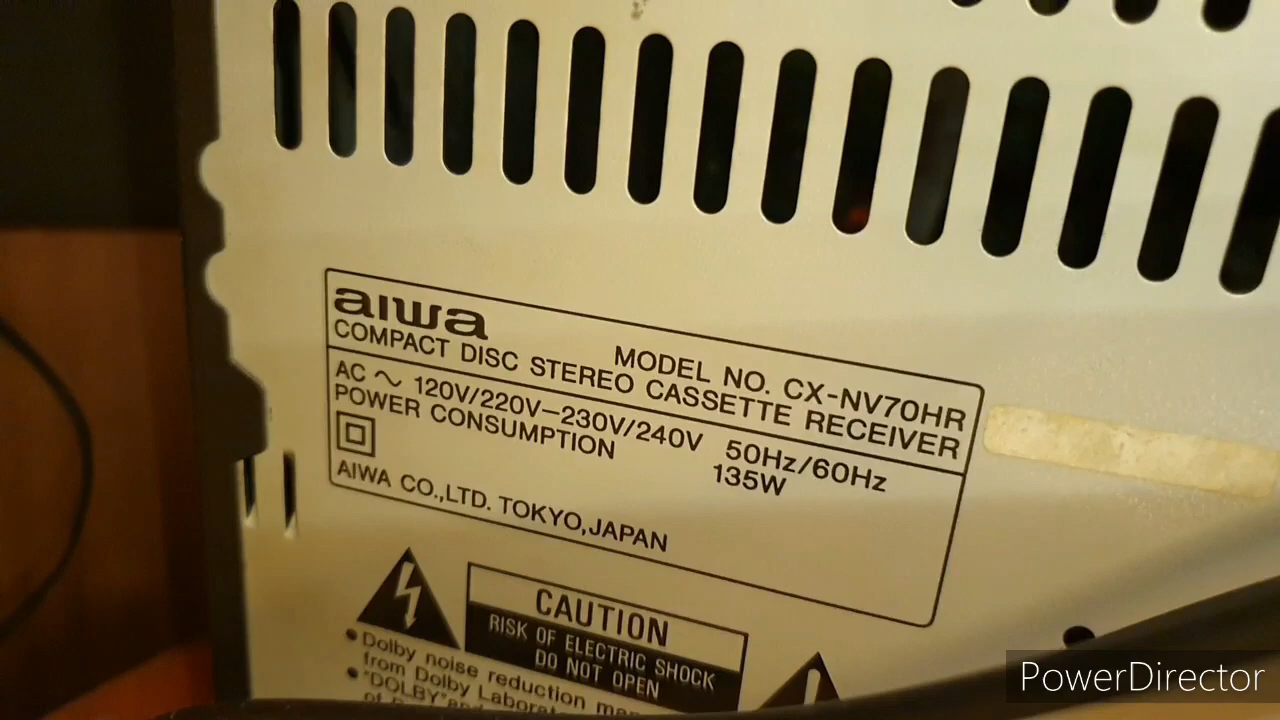 aiwa
MODEL NO. CX-NV70HR
COMPACT DISC STEREO CASSETTE RECEIVER
AC ~ 120V/220V–230V/240V 50Hz/60Hz
POWER CONSUMPTION 135W
AIWA CO.,LTD. TOKYO,JAPAN
CAUTION
RISK OF ELECTRIC SHOCK
DO NOT OPEN
• Dolby noise reduction
from Dolby
• "DOLBY" and
PowerDirector